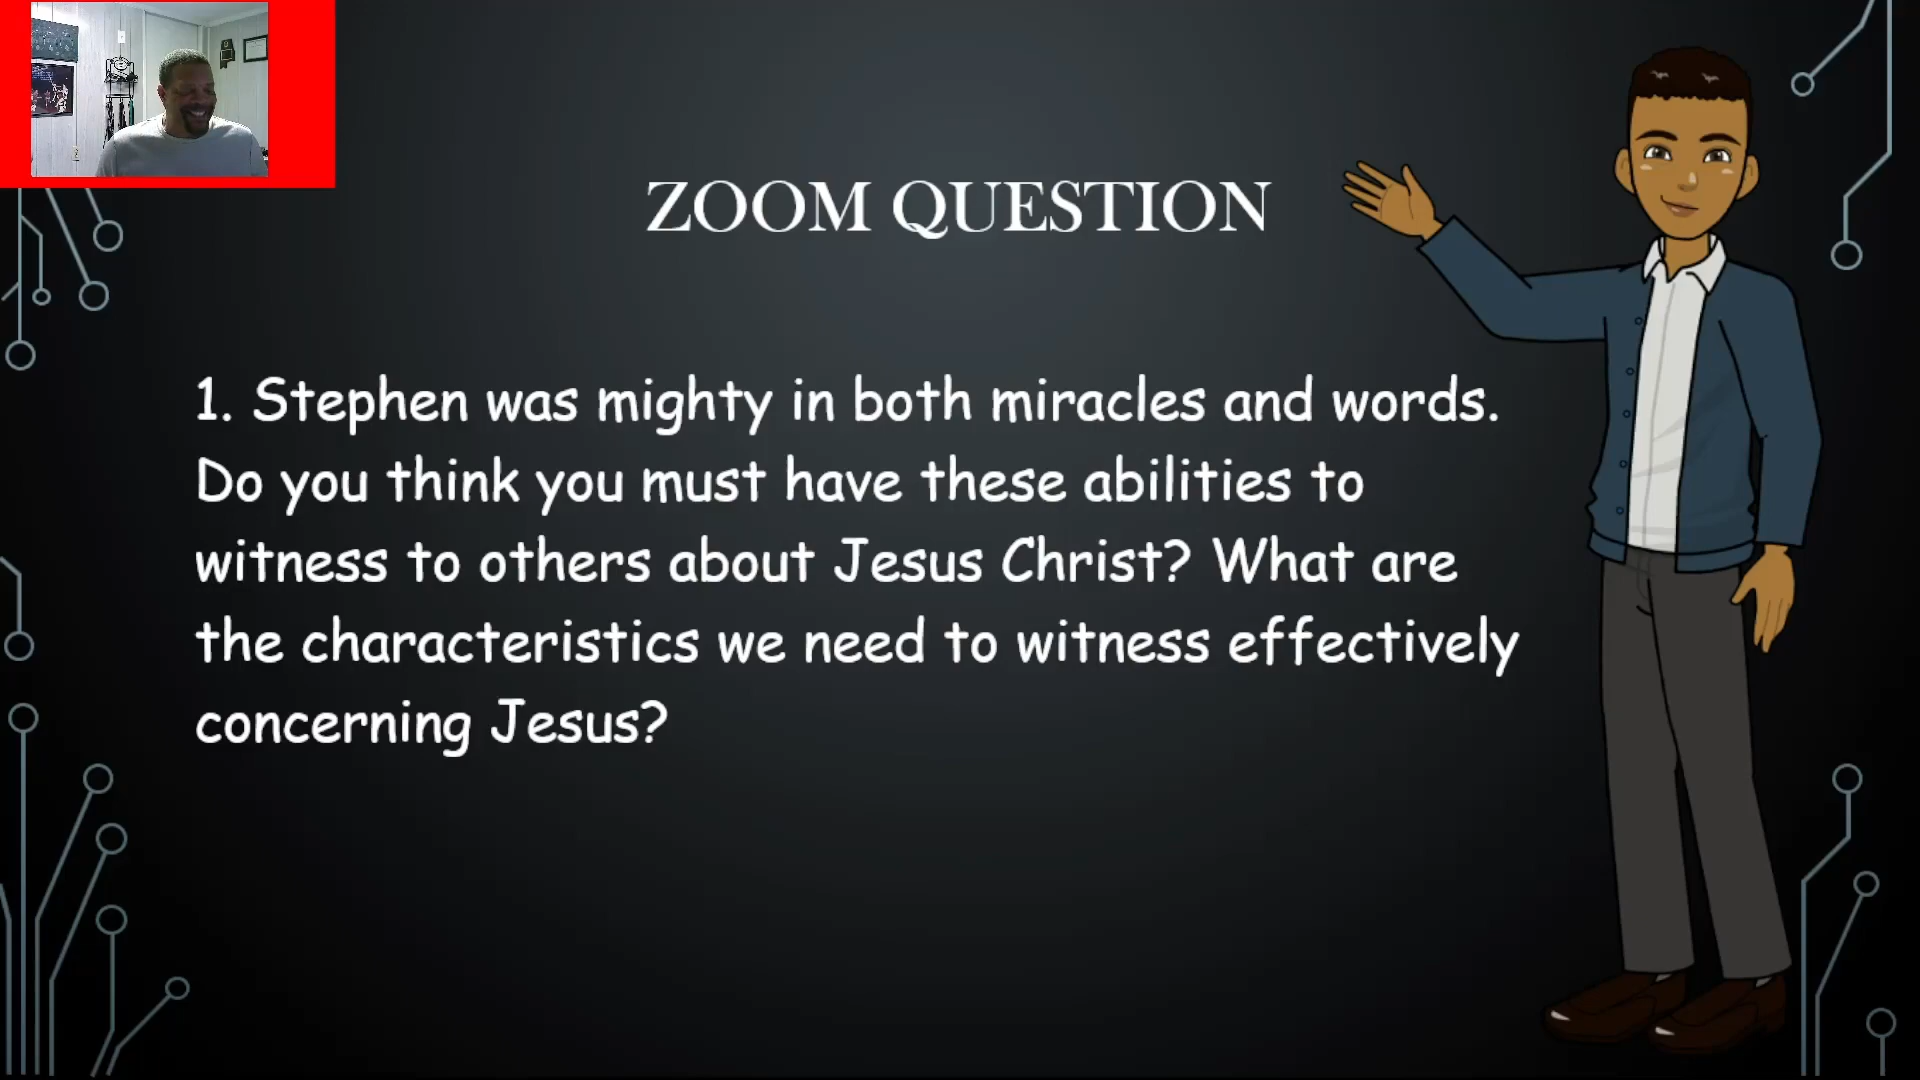 ZOOM QUESTION
1. Stephen was mighty in both miracles and words.
Do you think you must have these abilities to
witness to others about Jesus Christ? What are
the characteristics we need to witness effectively
concerning Jesus?